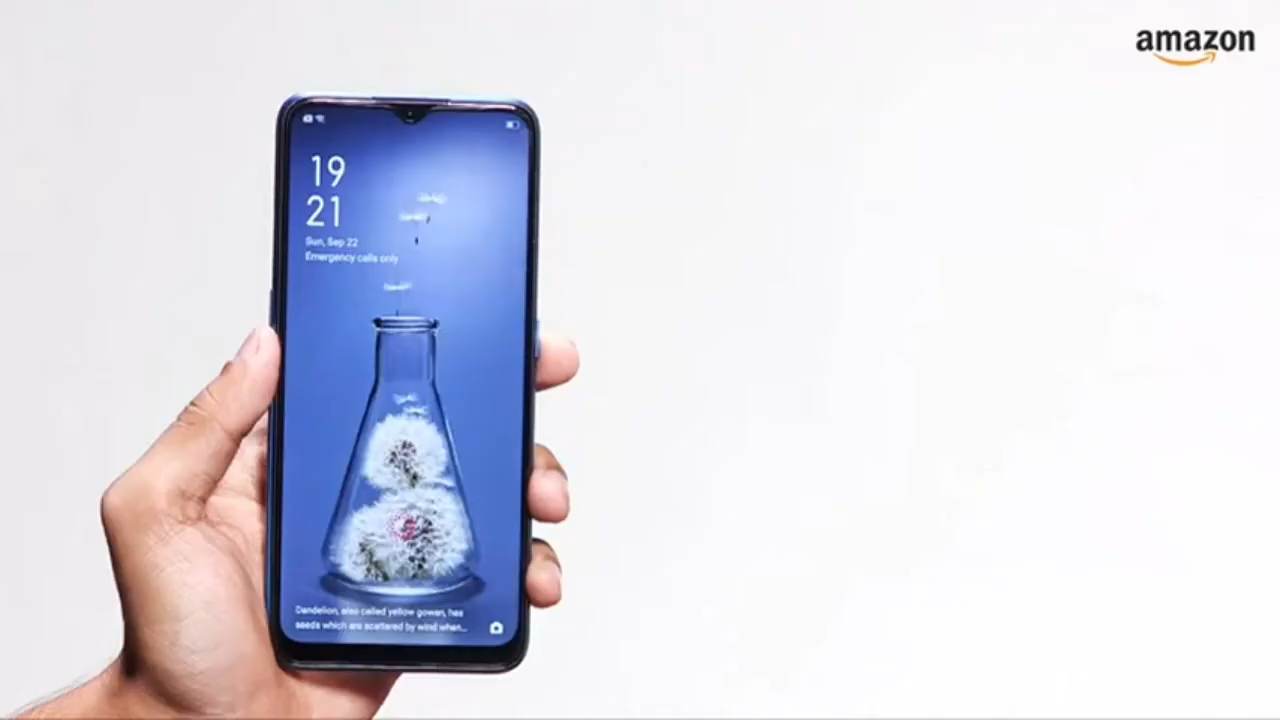 amazon
19
21
Sun, Sep 22
Emergency calls only
Dandelion, also called yellow gowan, has
seeds which are scattered by wind when...